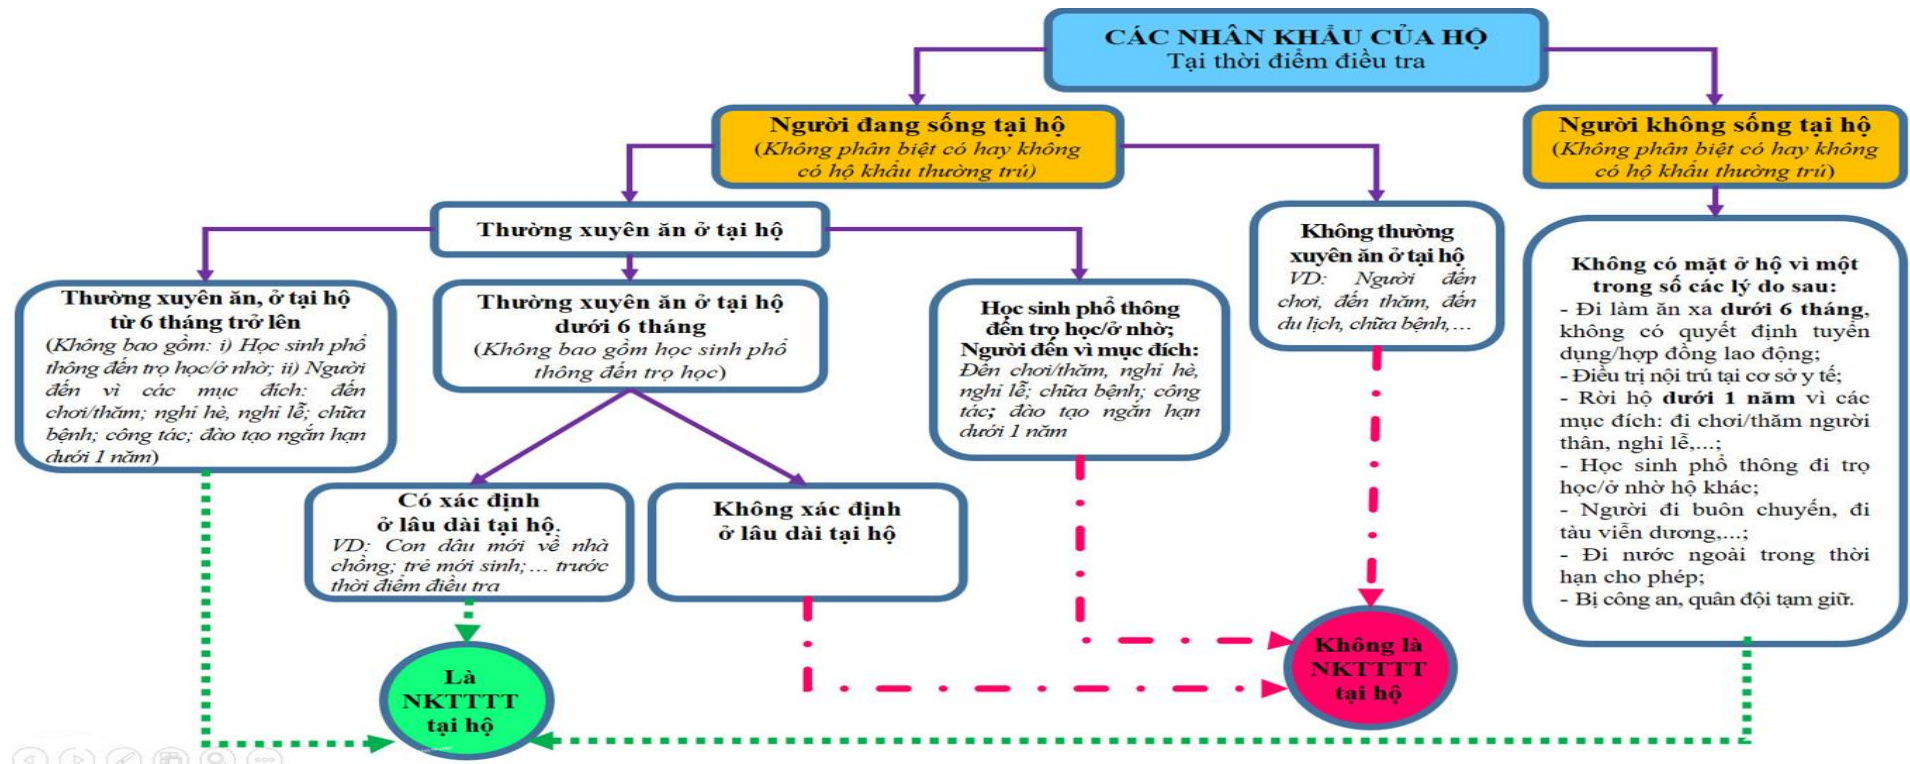 CÁC NHÂN KHẨU CỦA HỘ
Tại thời điểm điều tra
Người đang sống tại hộ
(Không phân biệt có hay không
có hộ khẩu thường trú)
Người không sống tại hộ
(Không phân biệt có hay không
có hộ khẩu thường trú)
Thường xuyên ăn ở tại hộ
Không thường
xuyên ăn ở tại hộ
VD: Người đến
chơi, đến thăm, đến
du lịch, chữa bệnh,…
Thường xuyên ăn, ở tại hộ
từ 6 tháng trở lên
(Không bao gồm: i) Học sinh phổ
thông đến trọ học/ở nhờ; ii) Người
đến vì các mục đích: đến
chơi/thăm; nghỉ hè, nghỉ lễ; chữa
bệnh; công tác; đào tạo ngắn hạn
dưới 1 năm)
Thường xuyên ăn ở tại hộ
dưới 6 tháng
(Không bao gồm học sinh phổ
thông đến trọ học)
Học sinh phổ thông
đến trọ học/ở nhờ;
Người đến vì mục đích:
Đến chơi/thăm, nghỉ hè,
nghỉ lễ; chữa bệnh; công
tác; đào tạo ngắn hạn
dưới 1 năm
Không có mặt ở hộ vì một
trong số các lý do sau:
- Đi làm ăn xa dưới 6 tháng,
không có quyết định tuyển
dụng/hợp đồng lao động;
- Điều trị nội trú tại cơ sở y tế;
- Rời hộ dưới 1 năm vì các
mục đích: đi chơi/thăm người
thân, nghỉ lễ,...;
- Học sinh phổ thông đi trọ
học/ở nhờ hộ khác;
- Người đi buôn chuyến, đi
tàu viễn dương,...;
- Đi nước ngoài trong thời
hạn cho phép;
- Bị công an, quân đội tạm giữ.
Có xác định
ở lâu dài tại hộ.
VD: Con dâu mới về nhà
chồng; trẻ mới sinh;… trước
thời điểm điều tra
Không xác định
ở lâu dài tại hộ
Là
NKTTTT
tại hộ
Không là
NKTTTT
tại hộ